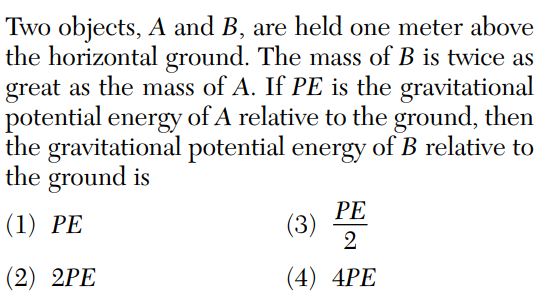 Two objects, A and B, are held one meter above
the horizontal ground. The mass of B is twice as
great as the mass of A. If PE is the gravitational
potential energy of A relative to the ground, then
the gravitational potential energy of B relative to
the ground is
(1) PE
(3) PE/2
(2) 2PE
(4) 4PE